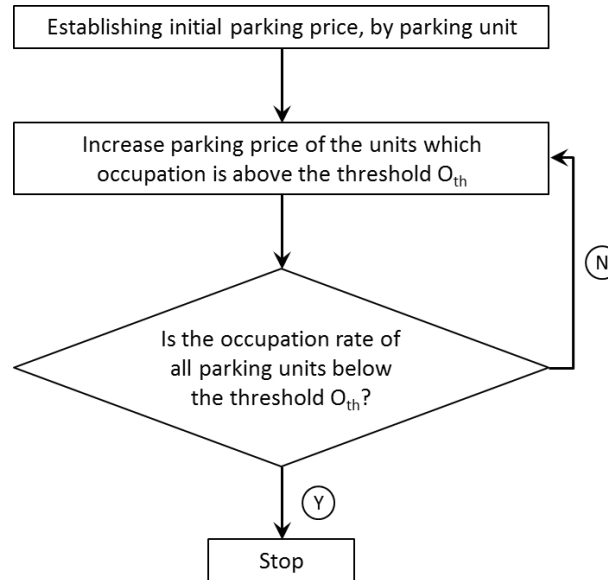 Establishing initial parking price, by parking unit
Increase parking price of the units which
occupation is above the threshold Oth
N
Is the occupation rate of
all parking units below
the threshold Oth?
Y
Stop